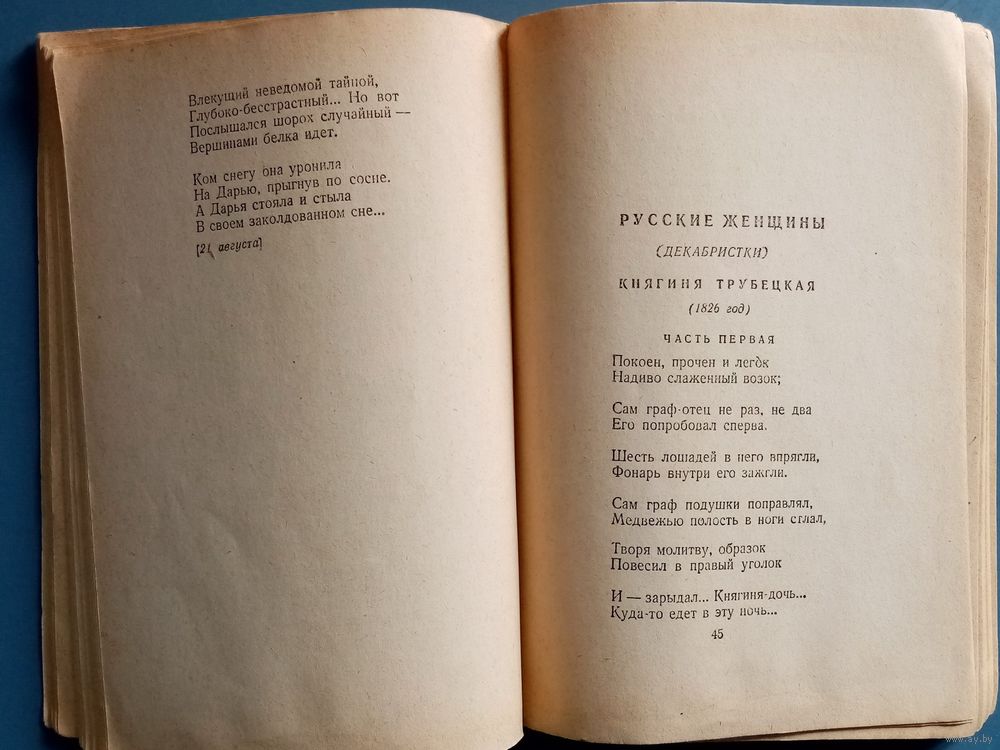 Влекущий неведомой тайной,
Глубоко-бесстрастный... Но вот
Послышался шорох случайный —
Вершинами белка идет.
Ком снегу она уронила
На Дарью, прыгнув по сосне.
А Дарья стояла и стыла
В своем заколдованном сне...
[21 августа]
РУССКИЕ ЖЕНЩИНЫ
(ДЕКАБРИСТКИ)
КНЯГИНЯ ТРУБЕЦКАЯ
(1826 год)
ЧАСТЬ ПЕРВАЯ
Покоен, прочен и легок
Надиво слаженный возок;
Сам граф-отец не раз, не два
Его попробовал сперва.
Шесть лошадей в него впрягли,
Фонарь внутри его зажгли.
Сам граф подушки поправлял,
Медвежью полость в ноги стлал,
Творя молитву, образок
Повесил в правый уголок
И — зарыдал... Княгиня-дочь...
Куда-то едет в эту ночь...
45
www.ay.by